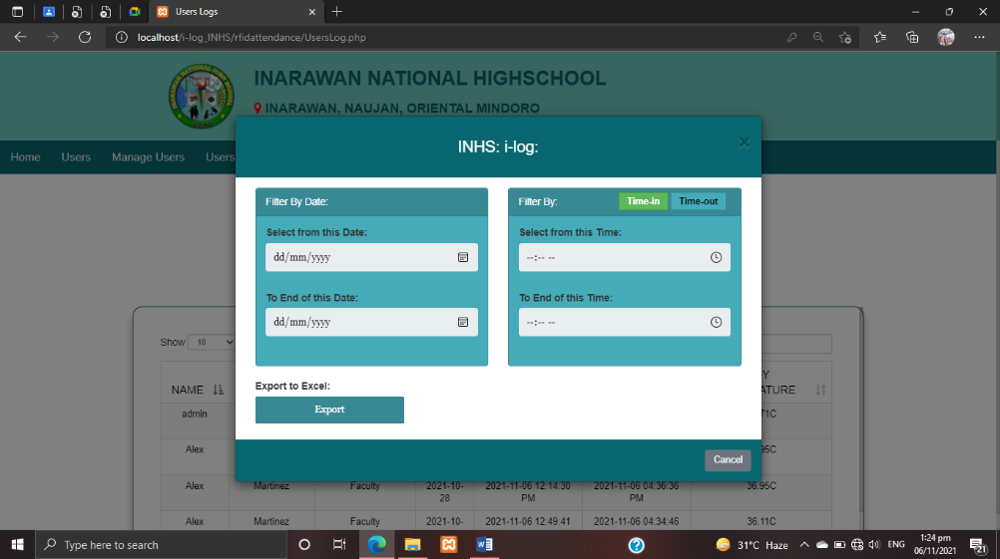 Users Logs
localhost/i-log_INHS/rfidattendance/UsersLog.php
INARAWAN NATIONAL HIGHSCHOOL
INARAWAN, NAUJAN, ORIENTAL MINDORO
Home Users Manage Users Users
INHS: i-log:
Filter By Date:
Select from this Date:
dd/mm/yyyy
To End of this Date:
dd/mm/yyyy
Filter By: Time-in Time-out
Select from this Time:
--:-- --
To End of this Time:
--:-- --
Export to Excel:
Export
Cancel
Show 10
NAME
admin
Alex 95C
Alex Martinez Faculty 2021-10-28 2021-11-06 12:14:30 PM 2021-11-06 04:36:36 PM 36.95C
Alex Martinez Faculty 2021-10- 2021-11-06 12:49:41 2021-11-06 04:34:46 36.11C
Type here to search
31°C Haze
ENG
1:24 pm
06/11/2021
21